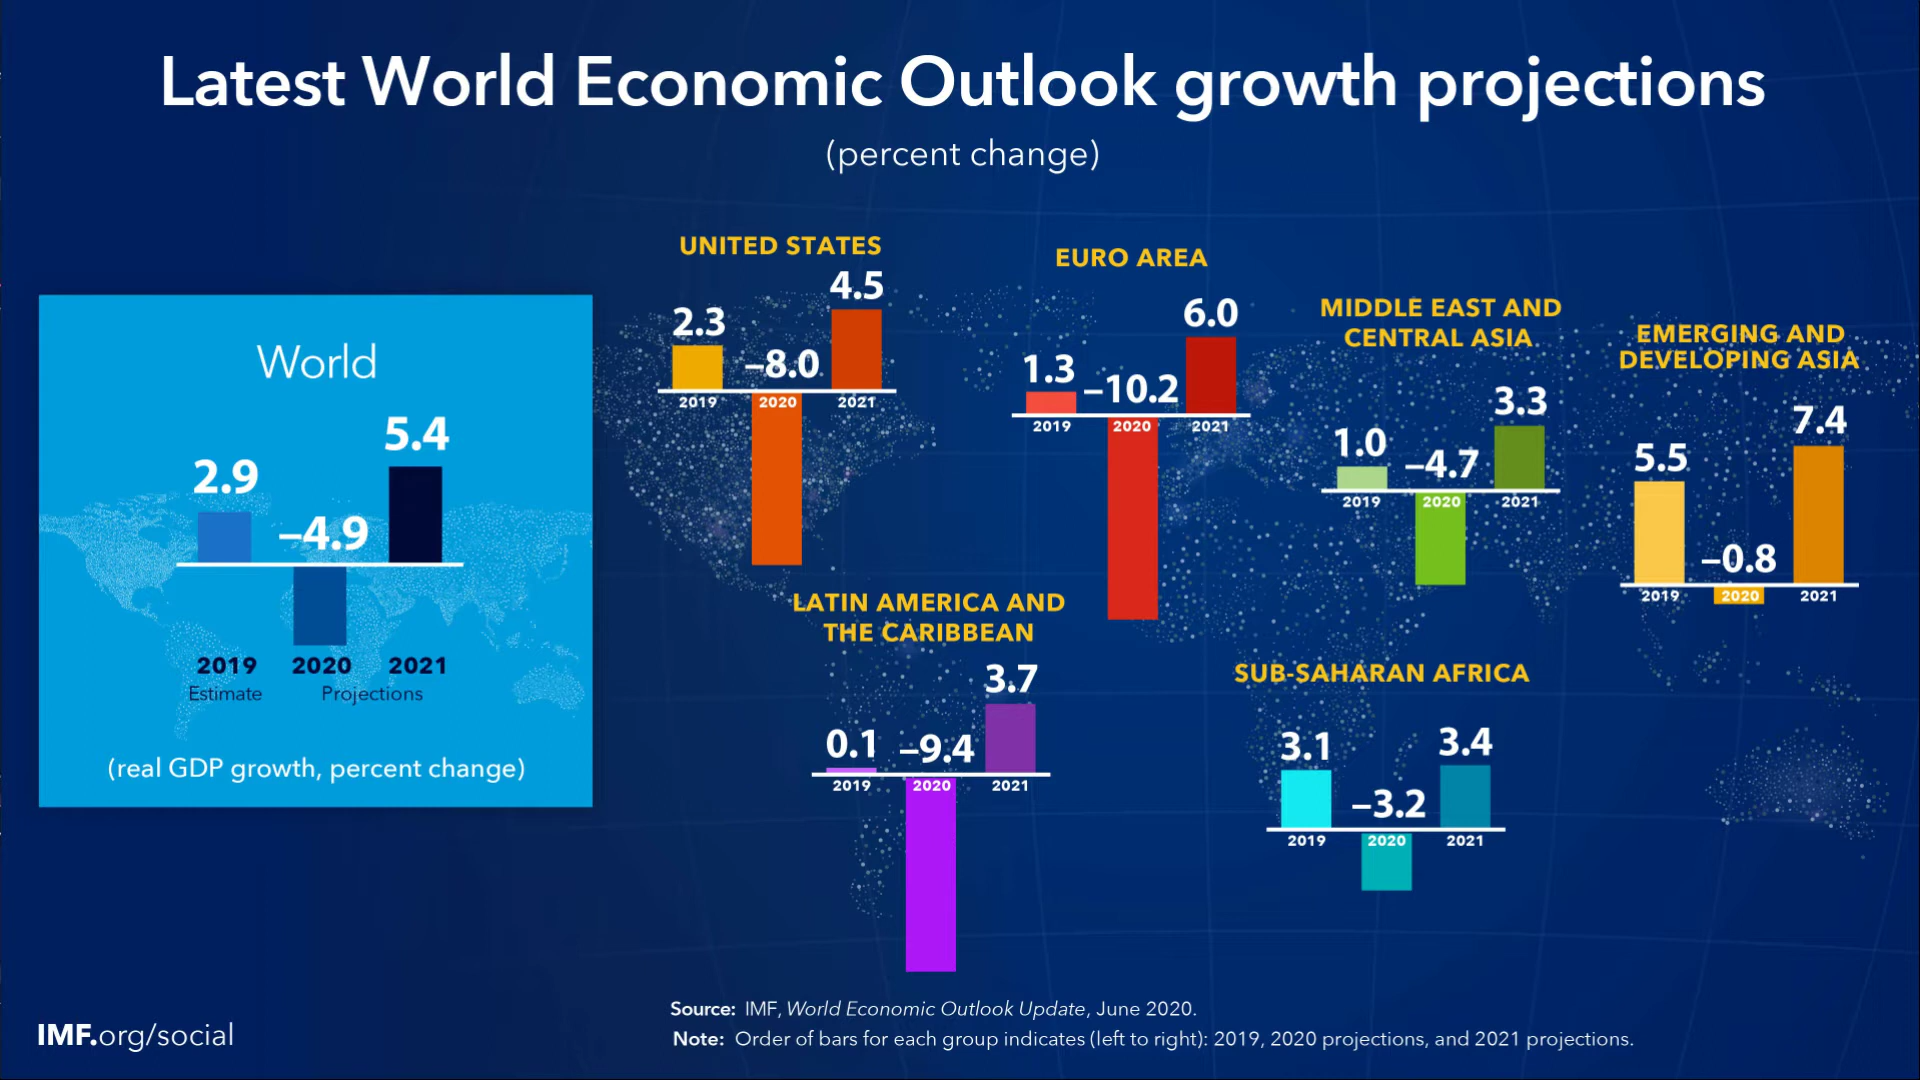 Latest World Economic Outlook growth projections
(percent change)
World
2.9
–4.9
5.4
2019 2020 2021
Estimate Projections
(real GDP growth, percent change)
UNITED STATES
2.3
–8.0
4.5
2019 2020 2021
EURO AREA
1.3
–10.2
6.0
2019 2020 2021
MIDDLE EAST AND
CENTRAL ASIA
1.0
–4.7
3.3
2019 2020 2021
EMERGING AND
DEVELOPING ASIA
5.5
–0.8
7.4
2019 2020 2021
LATIN AMERICA AND
THE CARIBBEAN
0.1
–9.4
3.7
2019 2020 2021
SUB-SAHARAN AFRICA
3.1
–3.2
3.4
2019 2020 2021
IMF.org/social
Source: IMF, World Economic Outlook Update, June 2020.
Note: Order of bars for each group indicates (left to right): 2019, 2020 projections, and 2021 projections.